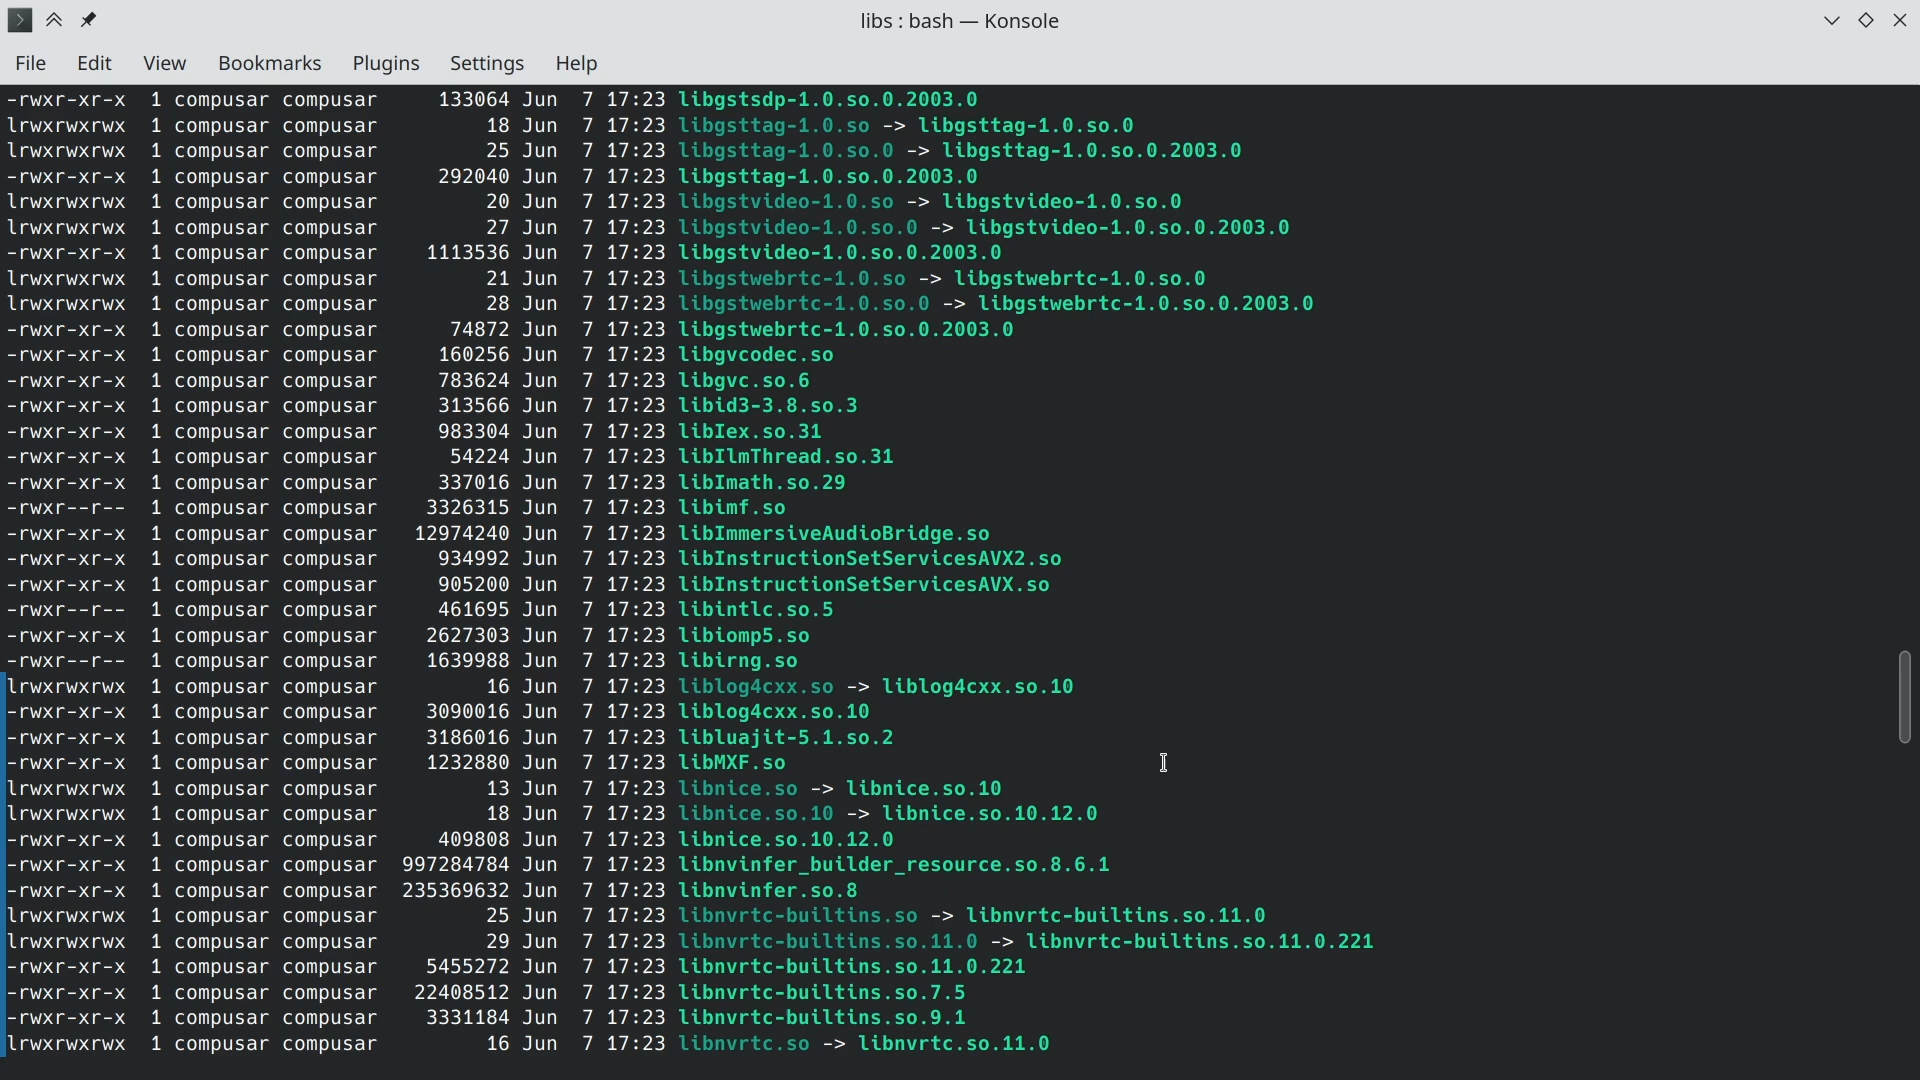 libs : bash — Konsole
File Edit View Bookmarks Plugins Settings Help
-rwxr-xr-x 1 compusar compusar 133064 Jun 7 17:23 libgstsdp-1.0.so.0.2003.0
lrwxrwxrwx 1 compusar compusar 18 Jun 7 17:23 libgsttag-1.0.so -> libgsttag-1.0.so.0
lrwxrwxrwx 1 compusar compusar 25 Jun 7 17:23 libgsttag-1.0.so.0 -> libgsttag-1.0.so.0.2003.0
-rwxr-xr-x 1 compusar compusar 292040 Jun 7 17:23 libgsttag-1.0.so.0.2003.0
lrwxrwxrwx 1 compusar compusar 20 Jun 7 17:23 libgstvideo-1.0.so -> libgstvideo-1.0.so.0
lrwxrwxrwx 1 compusar compusar 27 Jun 7 17:23 libgstvideo-1.0.so.0 -> libgstvideo-1.0.so.0.2003.0
-rwxr-xr-x 1 compusar compusar 1113536 Jun 7 17:23 libgstvideo-1.0.so.0.2003.0
lrwxrwxrwx 1 compusar compusar 21 Jun 7 17:23 libgstwebrtc-1.0.so -> libgstwebrtc-1.0.so.0
lrwxrwxrwx 1 compusar compusar 28 Jun 7 17:23 libgstwebrtc-1.0.so.0 -> libgstwebrtc-1.0.so.0.2003.0
-rwxr-xr-x 1 compusar compusar 74872 Jun 7 17:23 libgstwebrtc-1.0.so.0.2003.0
-rwxr-xr-x 1 compusar compusar 160256 Jun 7 17:23 libgvcodec.so
-rwxr-xr-x 1 compusar compusar 783624 Jun 7 17:23 libgvc.so.6
-rwxr-xr-x 1 compusar compusar 313566 Jun 7 17:23 libid3-3.8.so.3
-rwxr-xr-x 1 compusar compusar 983304 Jun 7 17:23 libIex.so.31
-rwxr-xr-x 1 compusar compusar 54224 Jun 7 17:23 libIlmThread.so.31
-rwxr-xr-x 1 compusar compusar 337016 Jun 7 17:23 libImath.so.29
-rwxr--r-- 1 compusar compusar 3326315 Jun 7 17:23 libimf.so
-rwxr-xr-x 1 compusar compusar 12974240 Jun 7 17:23 libImmersiveAudioBridge.so
-rwxr-xr-x 1 compusar compusar 934992 Jun 7 17:23 libInstructionSetServicesAVX2.so
-rwxr-xr-x 1 compusar compusar 905200 Jun 7 17:23 libInstructionSetServicesAVX.so
-rwxr--r-- 1 compusar compusar 461695 Jun 7 17:23 libintlc.so.5
-rwxr-xr-x 1 compusar compusar 2627303 Jun 7 17:23 libiomp5.so
-rwxr--r-- 1 compusar compusar 1639988 Jun 7 17:23 libirng.so
lrwxrwxrwx 1 compusar compusar 16 Jun 7 17:23 liblog4cxx.so -> liblog4cxx.so.10
-rwxr-xr-x 1 compusar compusar 3090016 Jun 7 17:23 liblog4cxx.so.10
-rwxr-xr-x 1 compusar compusar 3186016 Jun 7 17:23 libluajit-5.1.so.2
-rwxr-xr-x 1 compusar compusar 1232880 Jun 7 17:23 libMXF.so
lrwxrwxrwx 1 compusar compusar 13 Jun 7 17:23 libnice.so -> libnice.so.10
lrwxrwxrwx 1 compusar compusar 18 Jun 7 17:23 libnice.so.10 -> libnice.so.10.12.0
-rwxr-xr-x 1 compusar compusar 409808 Jun 7 17:23 libnice.so.10.12.0
-rwxr-xr-x 1 compusar compusar 997284784 Jun 7 17:23 libnvinfer_builder_resource.so.8.6.1
-rwxr-xr-x 1 compusar compusar 235369632 Jun 7 17:23 libnvinfer.so.8
lrwxrwxrwx 1 compusar compusar 25 Jun 7 17:23 libnvrtc-builtins.so -> libnvrtc-builtins.so.11.0
lrwxrwxrwx 1 compusar compusar 29 Jun 7 17:23 libnvrtc-builtins.so.11.0 -> libnvrtc-builtins.so.11.0.221
-rwxr-xr-x 1 compusar compusar 5455272 Jun 7 17:23 libnvrtc-builtins.so.11.0.221
-rwxr-xr-x 1 compusar compusar 22408512 Jun 7 17:23 libnvrtc-builtins.so.7.5
-rwxr-xr-x 1 compusar compusar 3331184 Jun 7 17:23 libnvrtc-builtins.so.9.1
lrwxrwxrwx 1 compusar compusar 16 Jun 7 17:23 libnvrtc.so -> libnvrtc.so.11.0